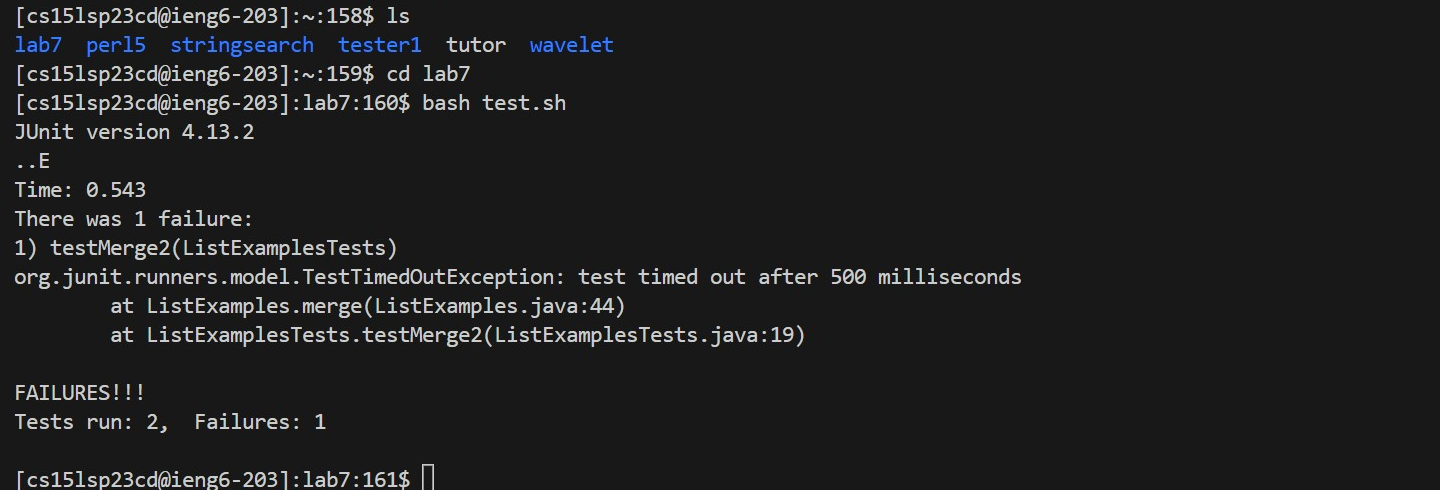 [cs15lsp23cd@ieng6-203]:~:158$ ls
lab7  perl5  stringsearch  tester1  tutor  wavelet
[cs15lsp23cd@ieng6-203]:~:159$ cd lab7
[cs15lsp23cd@ieng6-203]:lab7:160$ bash test.sh
JUnit version 4.13.2
..E
Time: 0.543
There was 1 failure:
1) testMerge2(ListExamplesTests)
org.junit.runners.model.TestTimedOutException: test timed out after 500 milliseconds
        at ListExamples.merge(ListExamples.java:44)
        at ListExamplesTests.testMerge2(ListExamplesTests.java:19)
FAILURES!!!
Tests run: 2,  Failures: 1
[cs15lsp23cd@ieng6-203]:lab7:161$